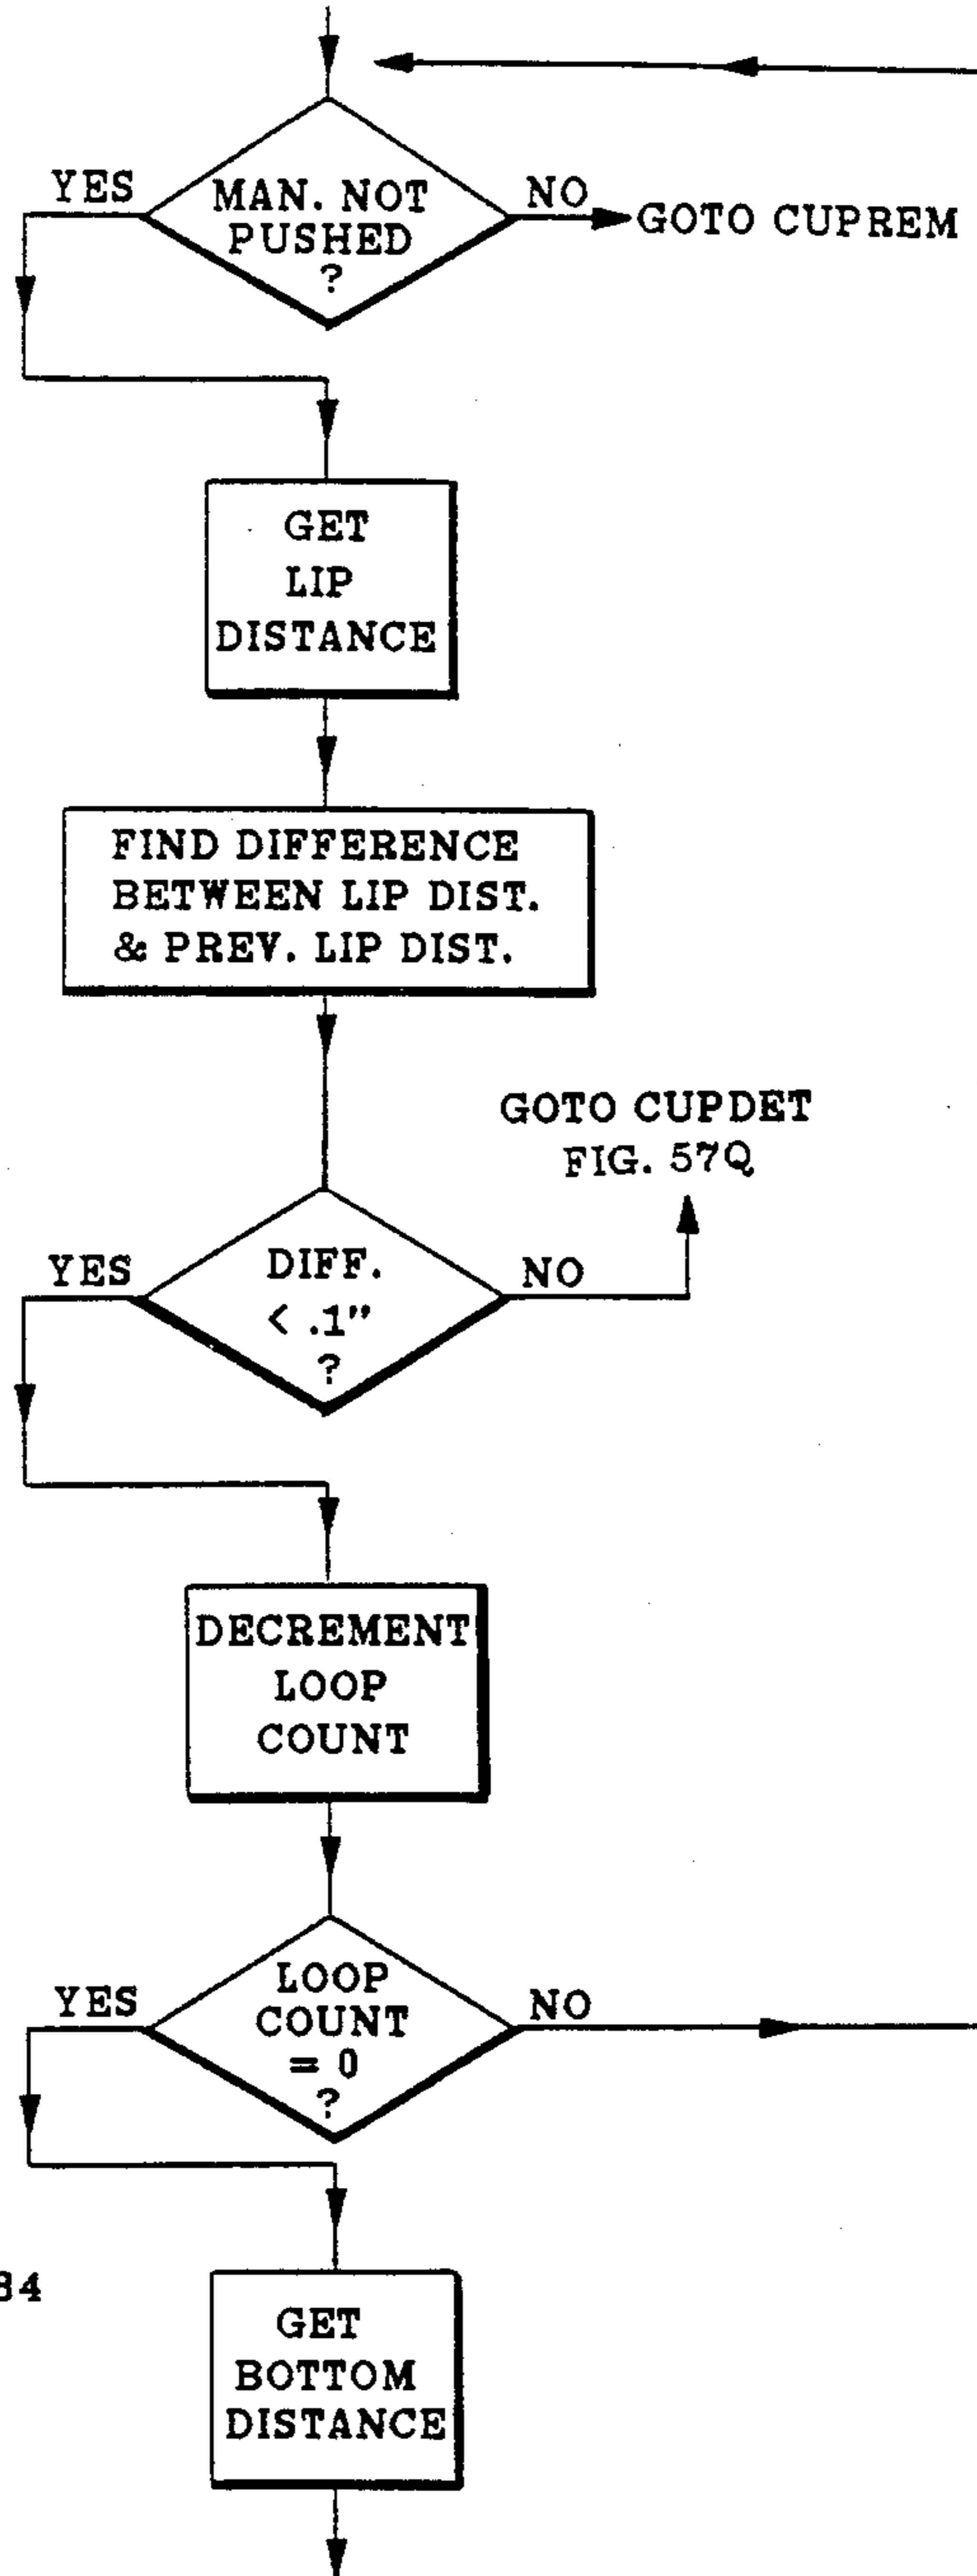 YES
MAN. NOT
PUSHED
?
NO
GOTO CUPREM
GET
LIP
DISTANCE
FIND DIFFERENCE
BETWEEN LIP DIST.
& PREV. LIP DIST.
GOTO CUPDET
FIG. 57Q
YES
DIFF.
< .1"
?
NO
DECREMENT
LOOP
COUNT
YES
LOOP
COUNT
= 0
?
NO
84
GET
BOTTOM
DISTANCE